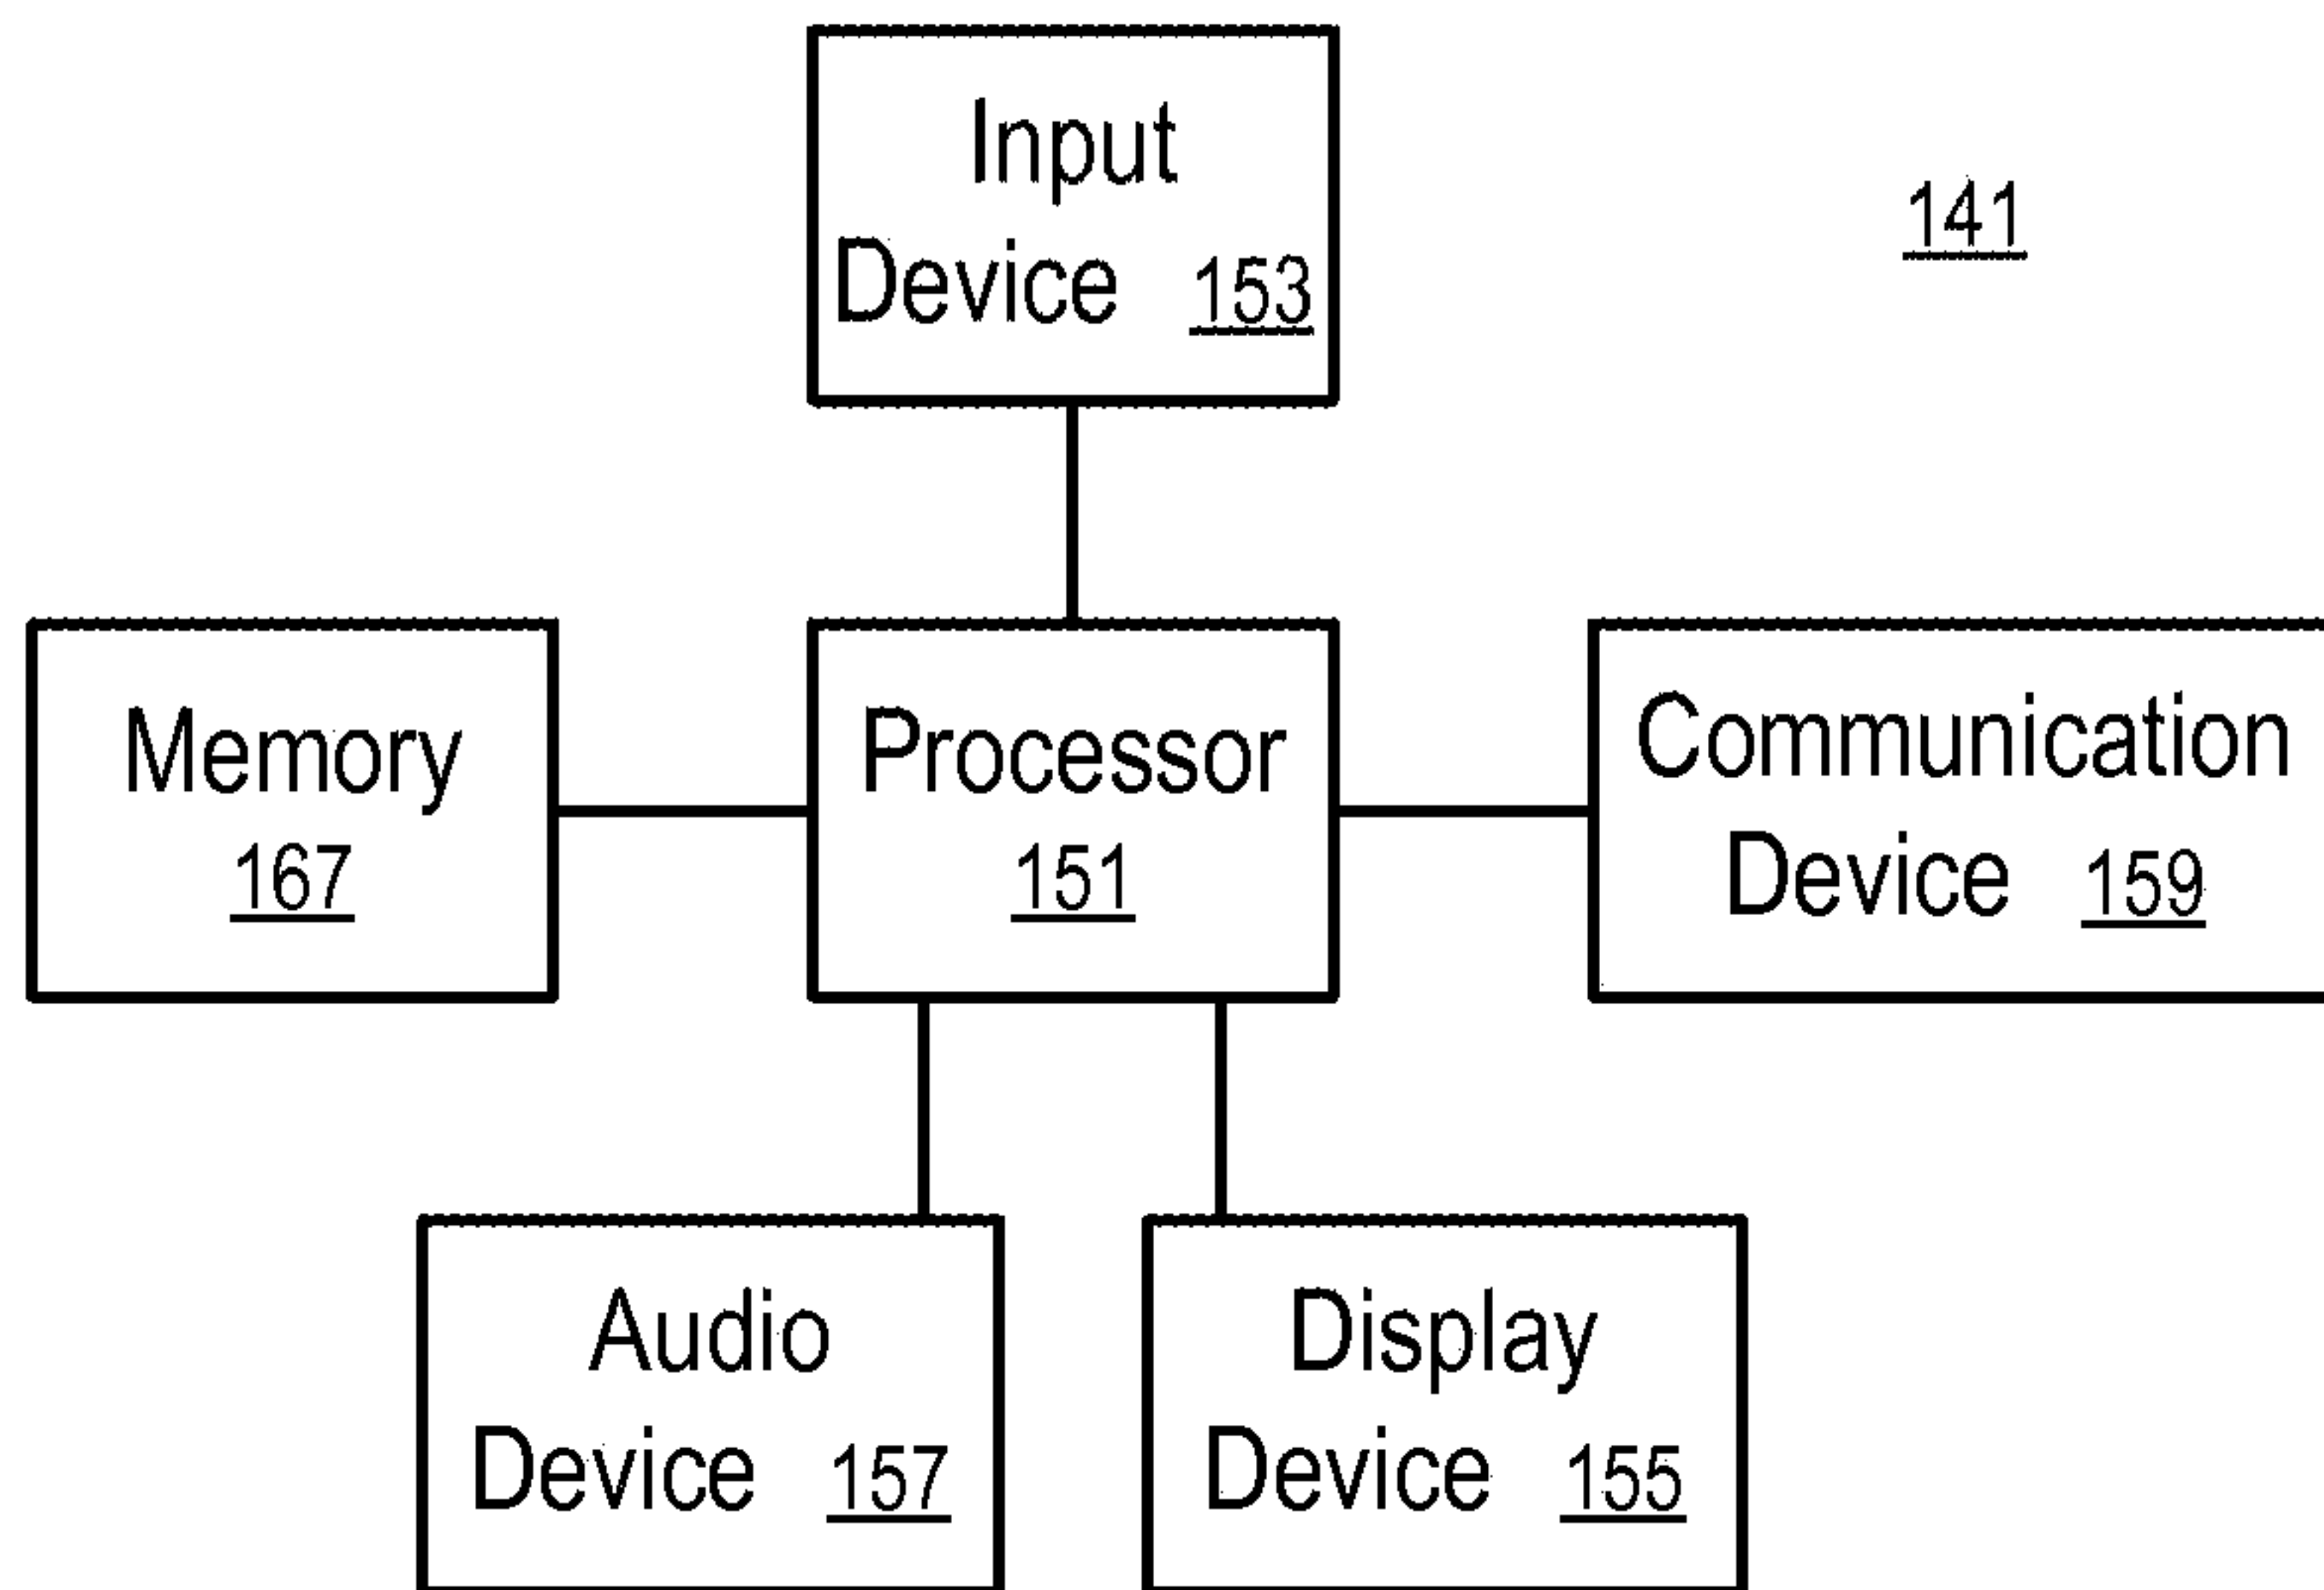 Input
Device 153
141
Memory
167
Processor
151
Communication
Device 159
Audio
Device 157
Display
Device 155